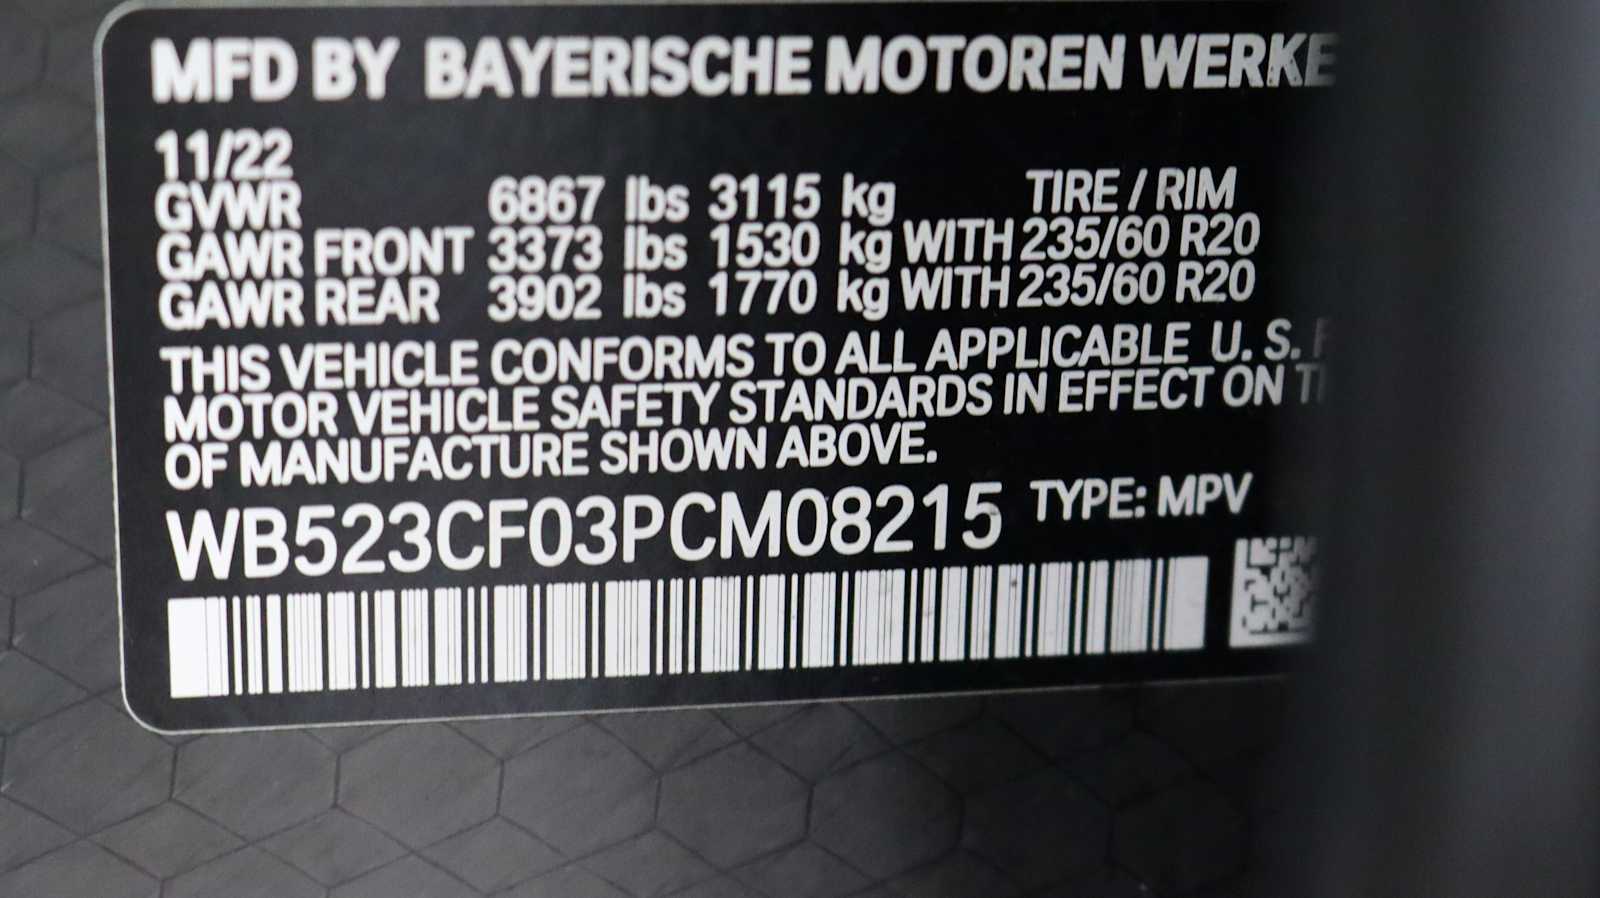 MFD BY BAYERISCHE MOTOREN WERKE
11/22
GVWR 6867 lbs 3115 kg TIRE / RIM
GAWR FRONT 3373 lbs 1530 kg WITH 235/60 R20
GAWR REAR 3902 lbs 1770 kg WITH 235/60 R20
THIS VEHICLE CONFORMS TO ALL APPLICABLE U. S.
MOTOR VEHICLE SAFETY STANDARDS IN EFFECT ON
OF MANUFACTURE SHOWN ABOVE.
WB523CF03PCM08215 TYPE: MPV